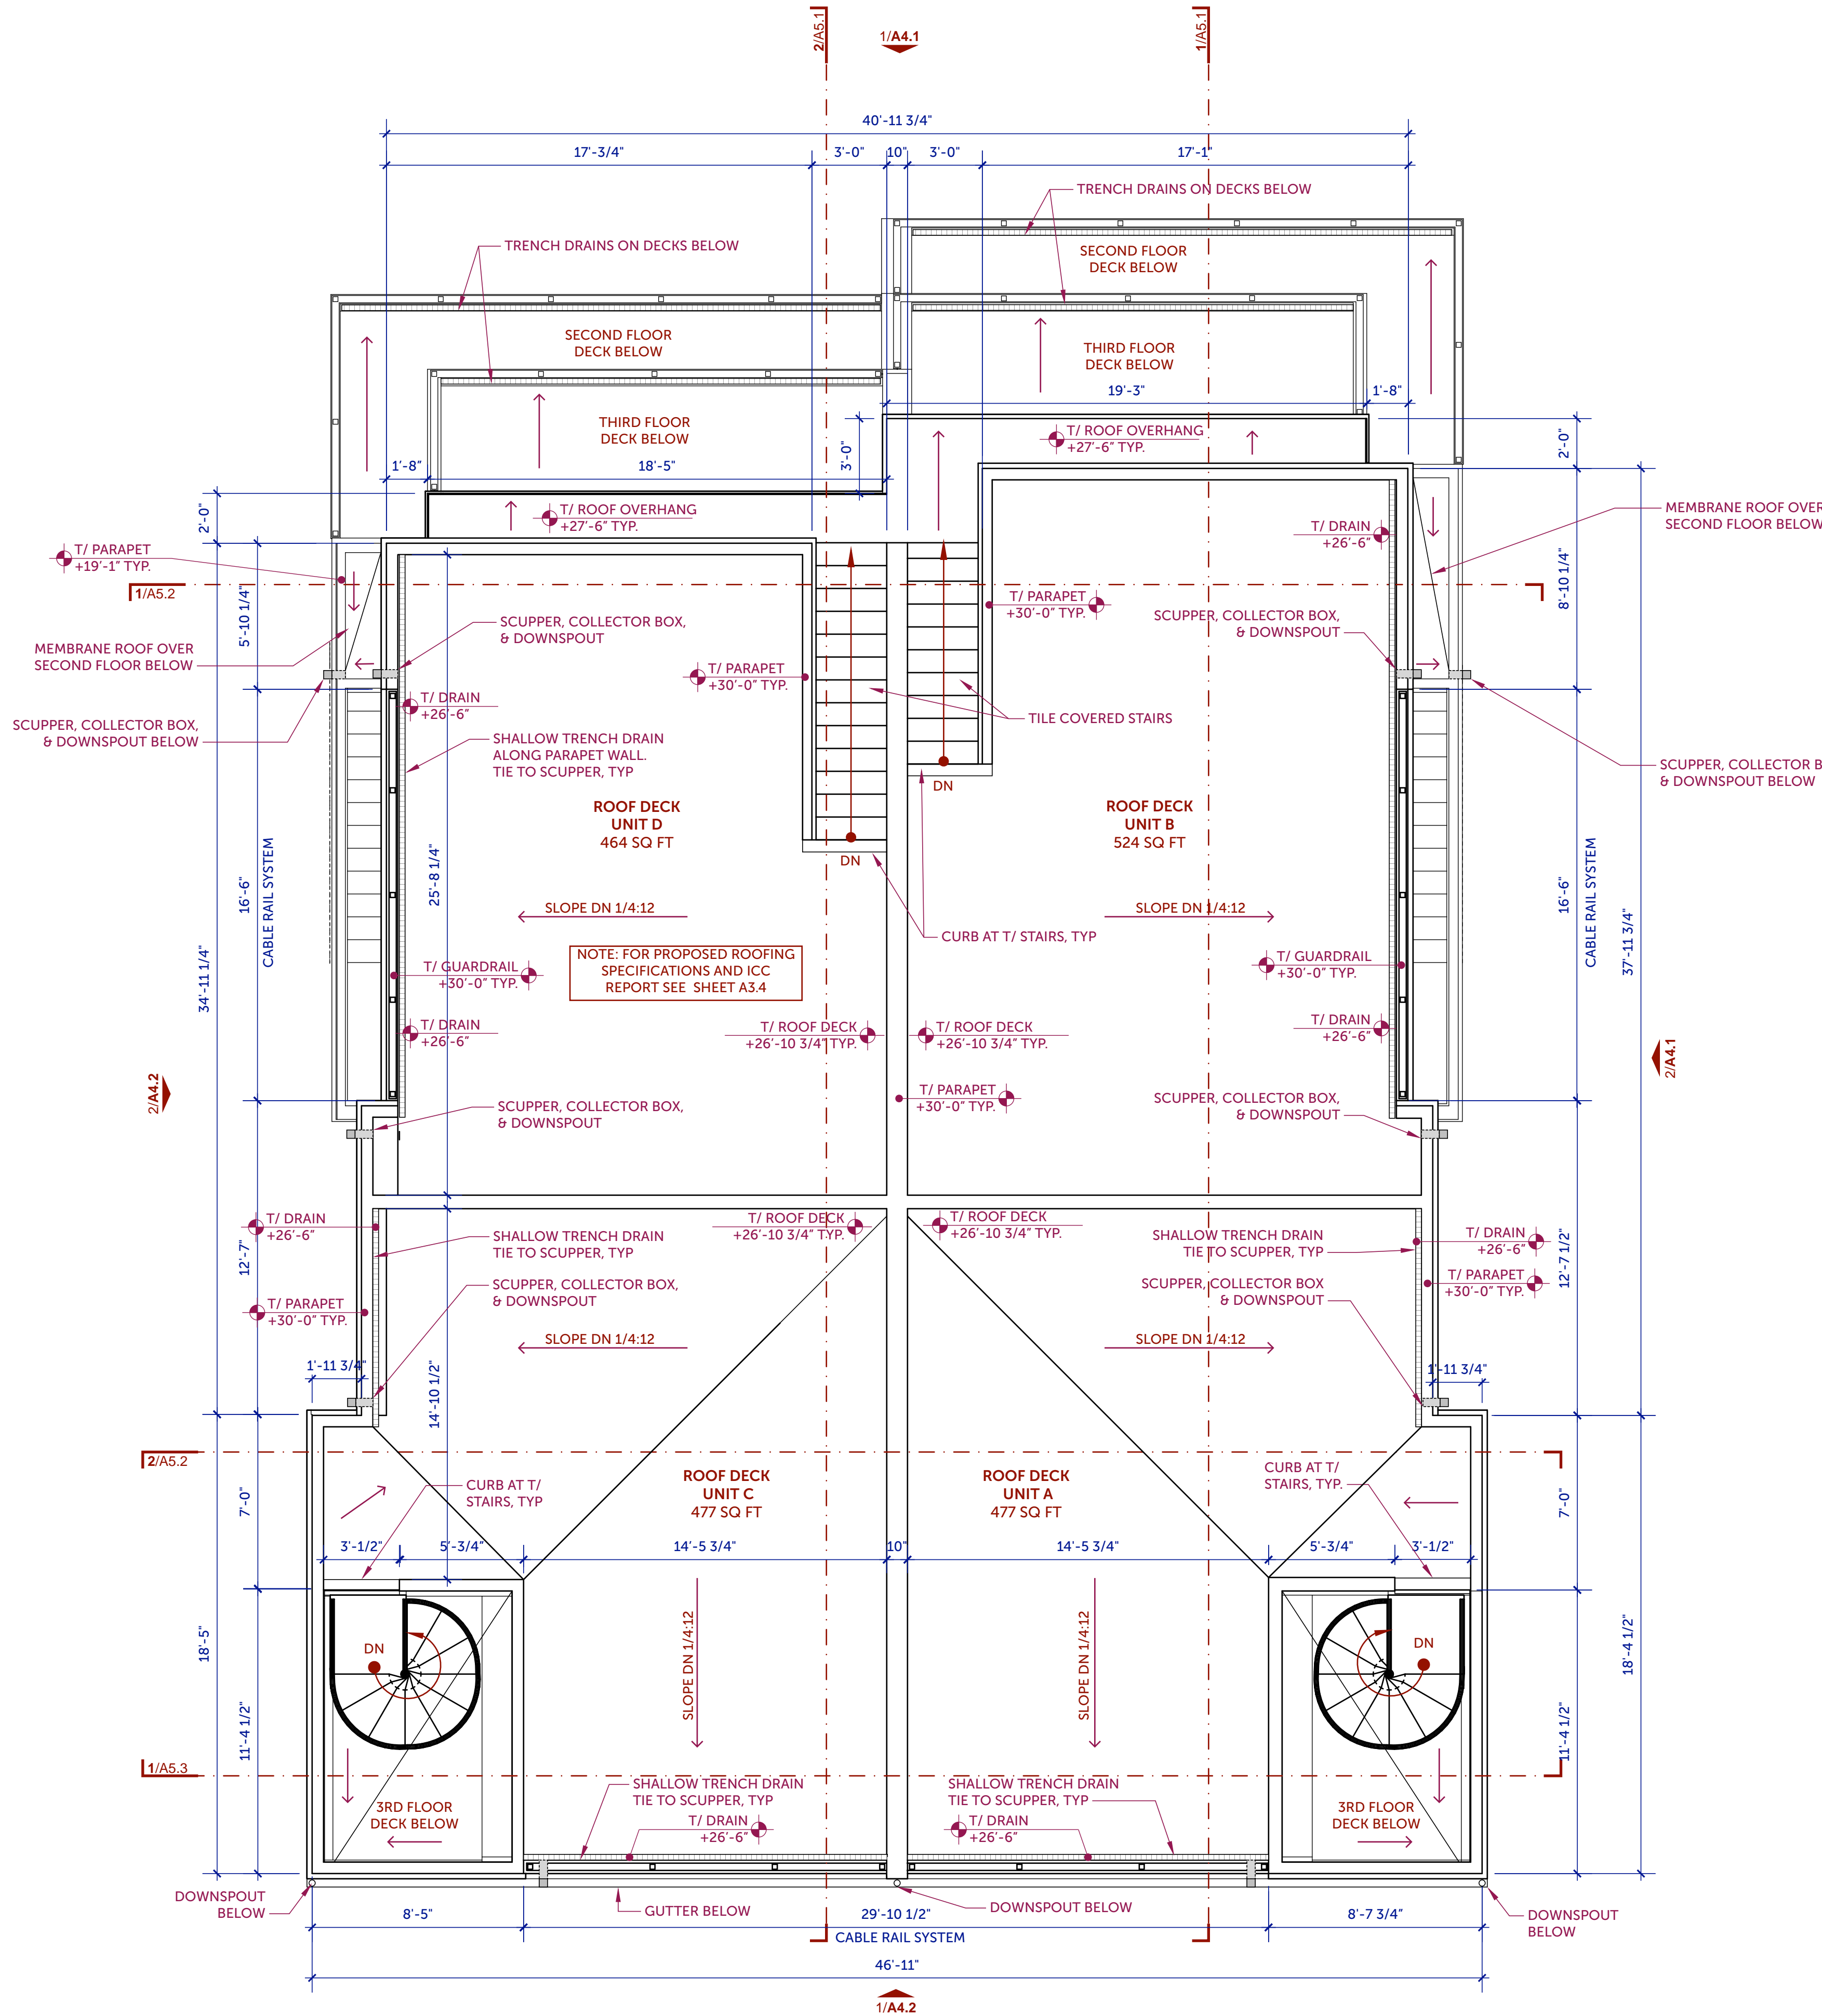 2/A5.1
1/A4.1
1/A5.1
40'-11 3/4"
17'-3/4"
3'-0"
10"
3'-0"
17'-1"
TRENCH DRAINS ON DECKS BELOW
TRENCH DRAINS ON DECKS BELOW
SECOND FLOOR
DECK BELOW
SECOND FLOOR
DECK BELOW
THIRD FLOOR
DECK BELOW
19'-3"
1'-8"
THIRD FLOOR
DECK BELOW
T/ ROOF OVERHANG
+27'-6" TYP.
2'-0"
3'-0"
1'-8"
18'-5"
2'-0"
T/ ROOF OVERHANG
+27'-6" TYP.
MEMBRANE ROOF OVER
SECOND FLOOR BELOW
T/ DRAIN
+26'-6"
T/ PARAPET
+19'-1" TYP.
1/A5.2
8'-10 1/4"
5'-10 1/4"
T/ PARAPET
+30'-0" TYP.
SCUPPER, COLLECTOR BOX,
& DOWNSPOUT
SCUPPER, COLLECTOR BOX,
& DOWNSPOUT
MEMBRANE ROOF OVER
SECOND FLOOR BELOW
T/ PARAPET
+30'-0" TYP.
T/ DRAIN
+26'-6"
TILE COVERED STAIRS
SCUPPER, COLLECTOR BOX,
& DOWNSPOUT BELOW
SHALLOW TRENCH DRAIN
ALONG PARAPET WALL.
TIE TO SCUPPER, TYP
SCUPPER, COLLECTOR B
& DOWNSPOUT BELOW
DN
ROOF DECK
UNIT D
464 SQ FT
ROOF DECK
UNIT B
524 SQ FT
DN
25'-8 1/4"
16'-6"
CABLE RAIL SYSTEM
34'-11 1/4"
16'-6"
CABLE RAIL SYSTEM
37'-11 3/4"
SLOPE DN 1/4:12
SLOPE DN 1/4:12
CURB AT T/ STAIRS, TYP
NOTE: FOR PROPOSED ROOFING
SPECIFICATIONS AND ICC
REPORT SEE SHEET A3.4
T/ GUARDRAIL
+30'-0" TYP.
T/ GUARDRAIL
+30'-0" TYP.
T/ DRAIN
+26'-6"
T/ ROOF DECK
+26'-10 3/4" TYP.
T/ ROOF DECK
+26'-10 3/4" TYP.
T/ DRAIN
+26'-6"
2/A4.2
2/A4.1
T/ PARAPET
+30'-0" TYP.
SCUPPER, COLLECTOR BOX,
& DOWNSPOUT
SCUPPER, COLLECTOR BOX,
& DOWNSPOUT
T/ DRAIN
+26'-6"
T/ ROOF DECK
+26'-10 3/4" TYP.
T/ ROOF DECK
+26'-10 3/4" TYP.
SHALLOW TRENCH DRAIN
TIE TO SCUPPER, TYP
SHALLOW TRENCH DRAIN
TIE TO SCUPPER, TYP
T/ DRAIN
+26'-6"
12'-7"
12'-7 1/2"
SCUPPER, COLLECTOR BOX,
& DOWNSPOUT
SCUPPER, COLLECTOR BOX
& DOWNSPOUT
T/ PARAPET
+30'-0" TYP.
T/ PARAPET
+30'-0" TYP.
SLOPE DN 1/4:12
SLOPE DN 1/4:12
1'-11 3/4"
1'-11 3/4"
14'-10 1/2"
2/A5.2
CURB AT T/
STAIRS, TYP
ROOF DECK
UNIT C
477 SQ FT
ROOF DECK
UNIT A
477 SQ FT
CURB AT T/
STAIRS, TYP.
7'-0"
7'-0"
3'-1/2"
5'-3/4"
14'-5 3/4"
10"
14'-5 3/4"
5'-3/4"
3'-1/2"
18'-5"
18'-4 1/2"
DN
DN
SLOPE DN 1/4:12
SLOPE DN 1/4:12
11'-4 1/2"
11'-4 1/2"
1/A5.3
SHALLOW TRENCH DRAIN
TIE TO SCUPPER, TYP
SHALLOW TRENCH DRAIN
TIE TO SCUPPER, TYP
3RD FLOOR
DECK BELOW
3RD FLOOR
DECK BELOW
T/ DRAIN
+26'-6"
T/ DRAIN
+26'-6"
DOWNSPOUT
BELOW
GUTTER BELOW
DOWNSPOUT BELOW
DOWNSPOUT
BELOW
8'-5"
29'-10 1/2"
8'-7 3/4"
CABLE RAIL SYSTEM
46'-11"
1/A4.2